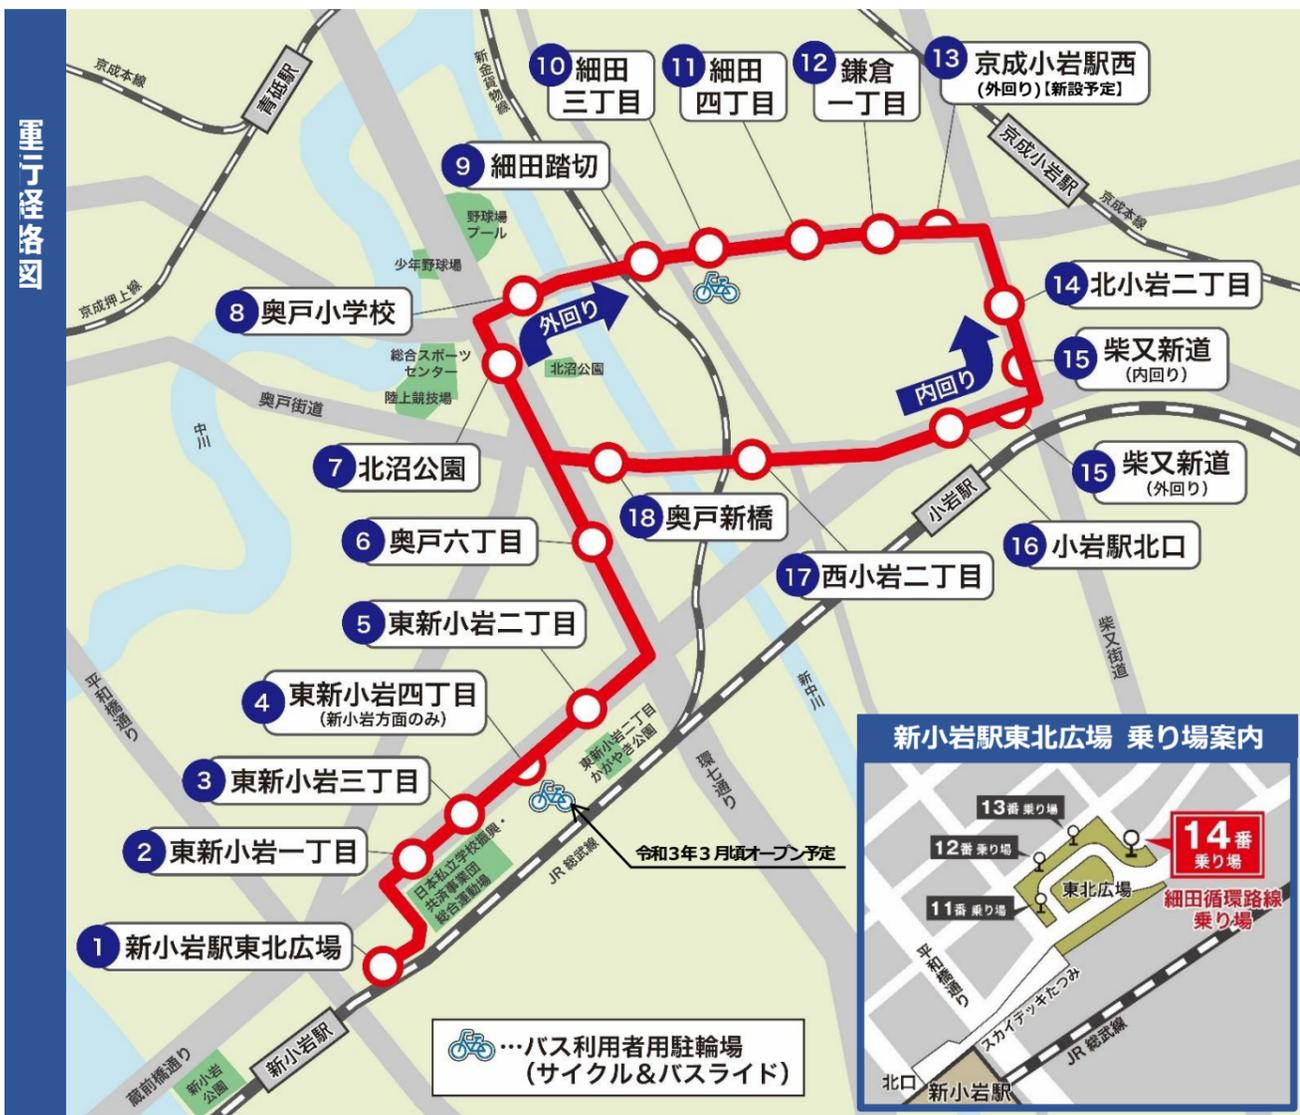 運行経路図
京成本線
青砥駅
新金貨物線
10 細田
三丁目
11 細田
四丁目
12 鎌倉
一丁目
13 京成小岩駅西
(外回り)【新設予定】
京成小岩駅
京成本線
9 細田踏切
野球場
プール
少年野球場
京成押上線
8 奥戸小学校
外回り
14 北小岩二丁目
総合スポーツ
センター
陸上競技場
北沼公園
内回り
15 柴又新道
(内回り)
奥戸街道
中川
7 北沼公園
15 柴又新道
(外回り)
小岩駅
18 奥戸新橋
6 奥戸六丁目
16 小岩駅北口
17 西小岩二丁目
5 東新小岩二丁目
柴又街道
平和橋通り
4 東新小岩四丁目
(新小岩方面のみ)
新中川
東新小岩二丁目
かがやき公園
環七通り
3 東新小岩三丁目
2 東新小岩一丁目
日本私立学校振興・
共済事業団
総合運動場
JR 総武線
令和3年3月頃オープン予定
1 新小岩駅東北広場
新小岩駅
蔵前橋通り
新小岩
公園
…バス利用者用駐輪場
(サイクル&バスライド)
新小岩駅東北広場 乗り場案内
13番 乗り場
12番 乗り場
14番
乗り場
東北広場
11番 乗り場
細田循環路線
乗り場
平和橋通り
スカイデッキたつみ
JR 総武線
北口
新小岩駅